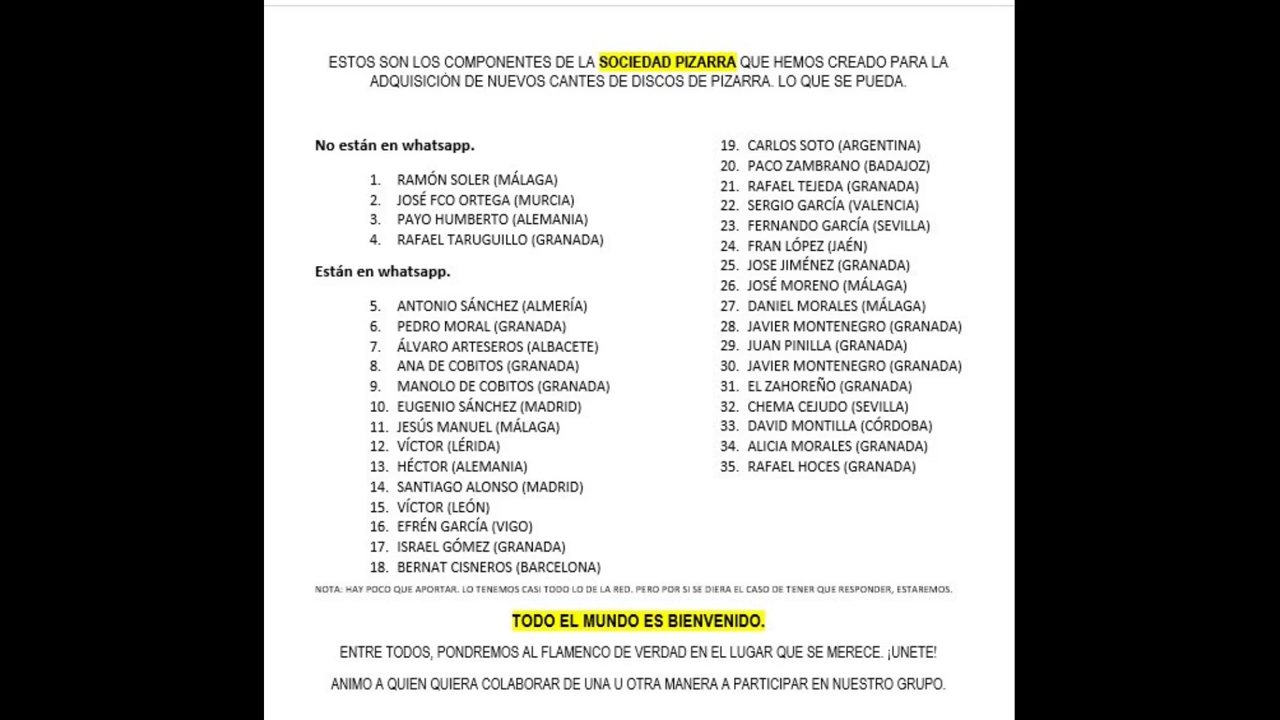 ESTOS SON LOS COMPONENTES DE LA SOCIEDAD PIZARRA QUE HEMOS CREADO PARA LA
ADQUISICIÓN DE NUEVOS CANTES DE DISCOS DE PIZARRA. LO QUE SE PUEDA.
No están en whatsapp.
1. RAMÓN SOLER (MÁLAGA)
2. JOSÉ FCO ORTEGA (MURCIA)
3. PAYO HUMBERTO (ALEMANIA)
4. RAFAEL TARUGUILLO (GRANADA)
Están en whatsapp.
5. ANTONIO SÁNCHEZ (ALMERÍA)
6. PEDRO MORAL (GRANADA)
7. ÁLVARO ARTESEROS (ALBACETE)
8. ANA DE COBITOS (GRANADA)
9. MANOLO DE COBITOS (GRANADA)
10. EUGENIO SÁNCHEZ (MADRID)
11. JESÚS MANUEL (MÁLAGA)
12. VÍCTOR (LÉRIDA)
13. HÉCTOR (ALEMANIA)
14. SANTIAGO ALONSO (MADRID)
15. VÍCTOR (LEÓN)
16. EFRÉN GARCÍA (VIGO)
17. ISRAEL GÓMEZ (GRANADA)
18. BERNAT CISNEROS (BARCELONA)
19. CARLOS SOTO (ARGENTINA)
20. PACO ZAMBRANO (BADAJOZ)
21. RAFAEL TEJEDA (GRANADA)
22. SERGIO GARCÍA (VALENCIA)
23. FERNANDO GARCÍA (SEVILLA)
24. FRAN LÓPEZ (JAÉN)
25. JOSE JIMÉNEZ (GRANADA)
26. JOSÉ MORENO (MÁLAGA)
27. DANIEL MORALES (MÁLAGA)
28. JAVIER MONTENEGRO (GRANADA)
29. JUAN PINILLA (GRANADA)
30. JAVIER MONTENEGRO (GRANADA)
31. EL ZAHOREÑO (GRANADA)
32. CHEMA CEJUDO (SEVILLA)
33. DAVID MONTILLA (CÓRDOBA)
34. ALICIA MORALES (GRANADA)
35. RAFAEL HOCES (GRANADA)
NOTA: HAY POCO QUE APORTAR. LO TENEMOS CASI TODO LO DE LA RED. PERO POR SI SE DIERA EL CASO DE TENER QUE RESPONDER, ESTAREMOS.
TODO EL MUNDO ES BIENVENIDO.
ENTRE TODOS, PONDREMOS AL FLAMENCO DE VERDAD EN EL LUGAR QUE SE MERECE. ¡UNETE!
ANIMO A QUIEN QUIERA COLABORAR DE UNA U OTRA MANERA A PARTICIPAR EN NUESTRO GRUPO.